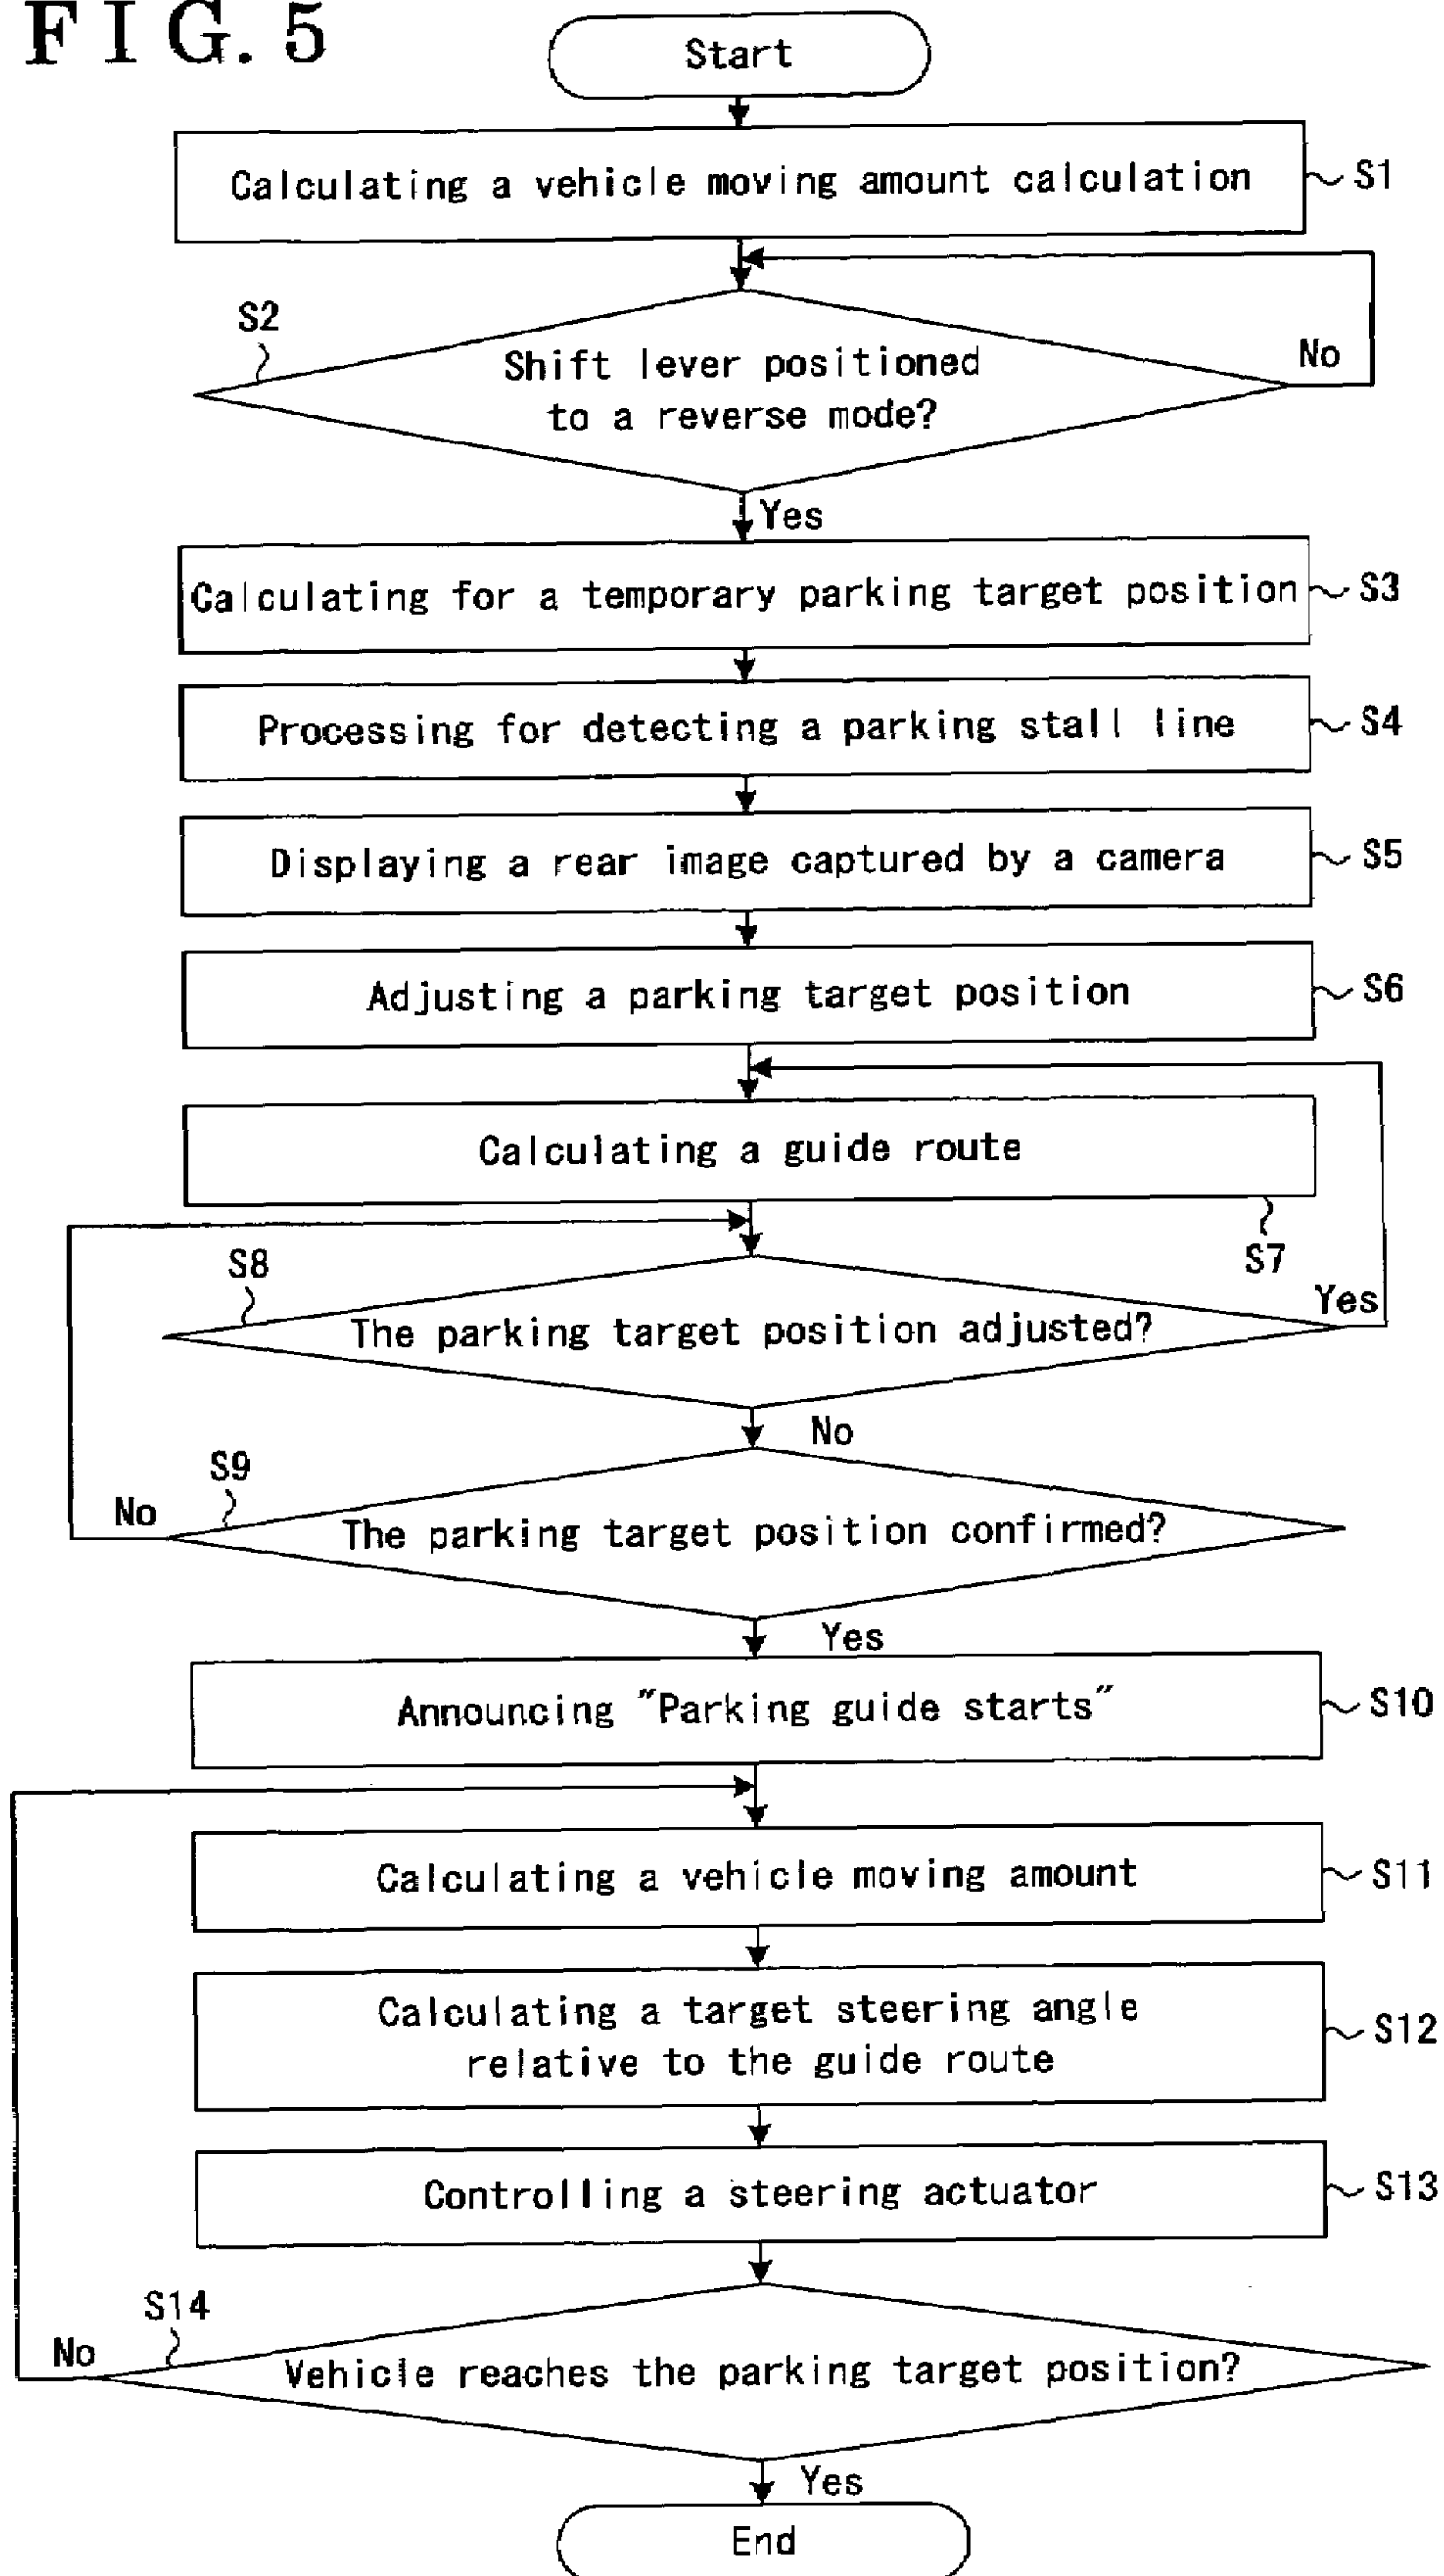 FIG. 5
Start
Calculating a vehicle moving amount calculation
S1
S2
Shift lever positioned
to a reverse mode?
No
Yes
Calculating for a temporary parking target position
S3
Processing for detecting a parking stall line
S4
Displaying a rear image captured by a camera
S5
Adjusting a parking target position
S6
Calculating a guide route
S7
S8
The parking target position adjusted?
Yes
No
S9
The parking target position confirmed?
No
Yes
Announcing "Parking guide starts"
S10
Calculating a vehicle moving amount
S11
Calculating a target steering angle
relative to the guide route
S12
Controlling a steering actuator
S13
S14
No
Vehicle reaches the parking target position?
Yes
End